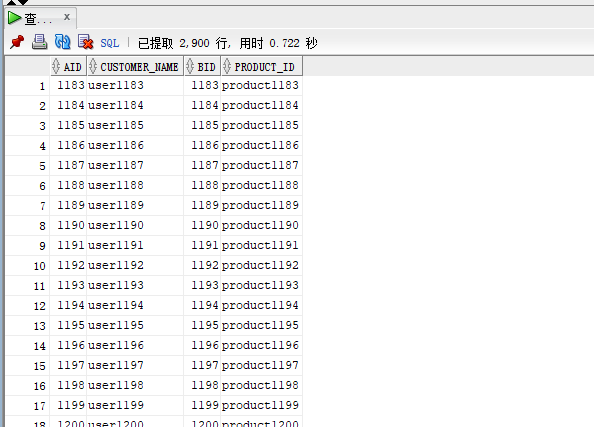 查... x
SQL | 已提取 2,900 行, 用时 0.722 秒
AID CUSTOMER_NAME BID PRODUCT_ID
1 1183 user1183 1183 product1183
2 1184 user1184 1184 product1184
3 1185 user1185 1185 product1185
4 1186 user1186 1186 product1186
5 1187 user1187 1187 product1187
6 1188 user1188 1188 product1188
7 1189 user1189 1189 product1189
8 1190 user1190 1190 product1190
9 1191 user1191 1191 product1191
10 1192 user1192 1192 product1192
11 1193 user1193 1193 product1193
12 1194 user1194 1194 product1194
13 1195 user1195 1195 product1195
14 1196 user1196 1196 product1196
15 1197 user1197 1197 product1197
16 1198 user1198 1198 product1198
17 1199 user1199 1199 product1199
18 1200 user1200 1200 product1200